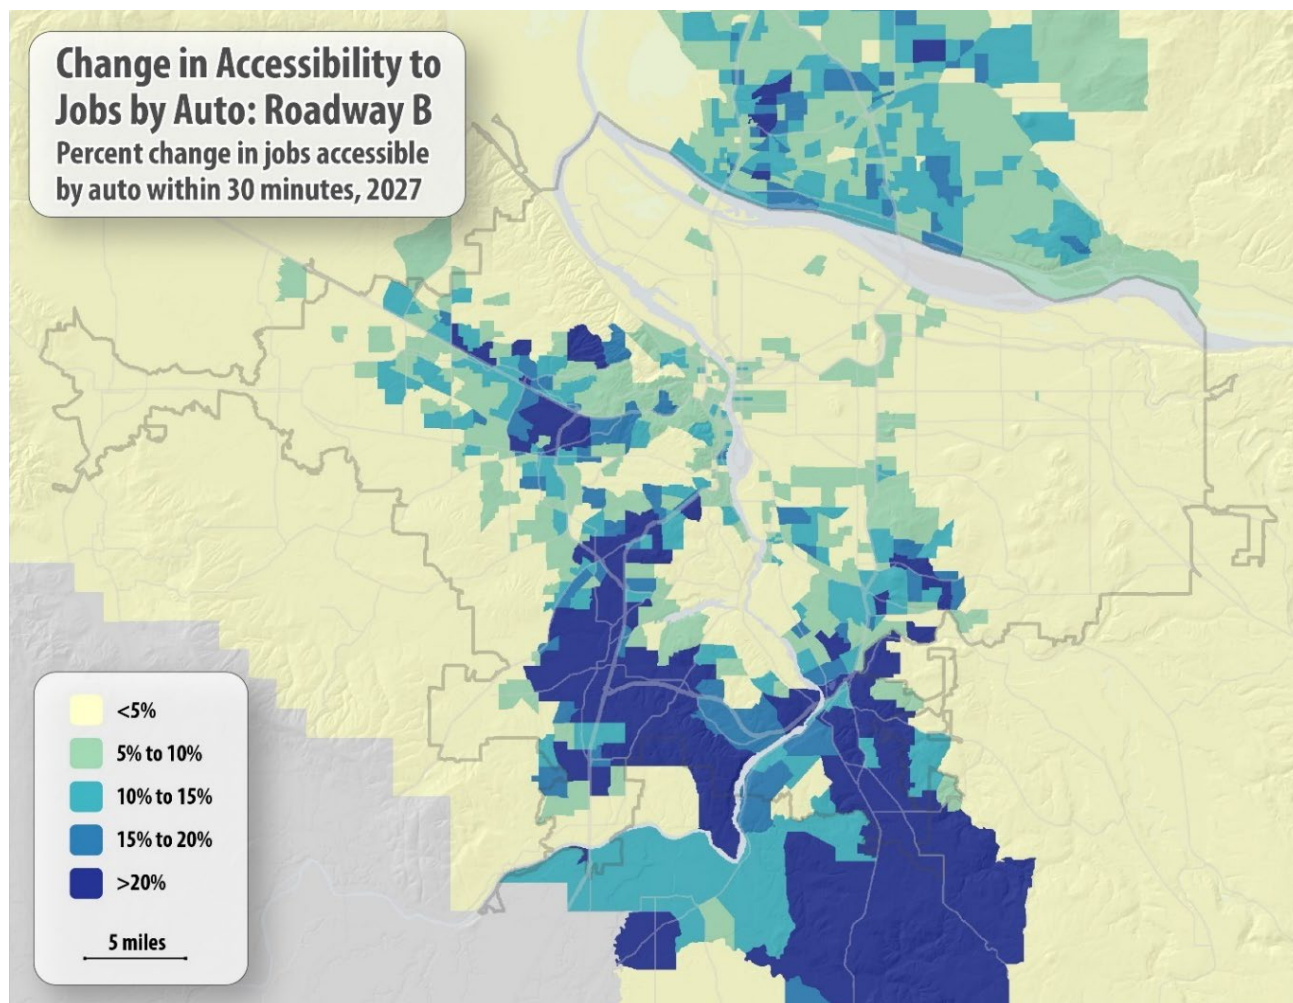 Change in Accessibility to
Jobs by Auto: Roadway B
Percent change in jobs accessible
by auto within 30 minutes, 2027
<5%
5% to 10%
10% to 15%
15% to 20%
>20%
5 miles